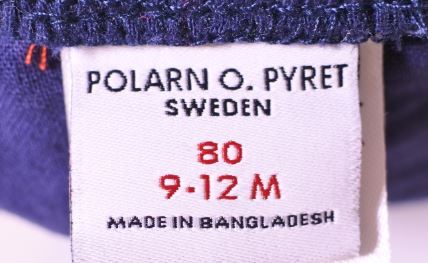 POLARN O. PYRET
SWEDEN
80
9-12 M
MADE IN BANGLADESH